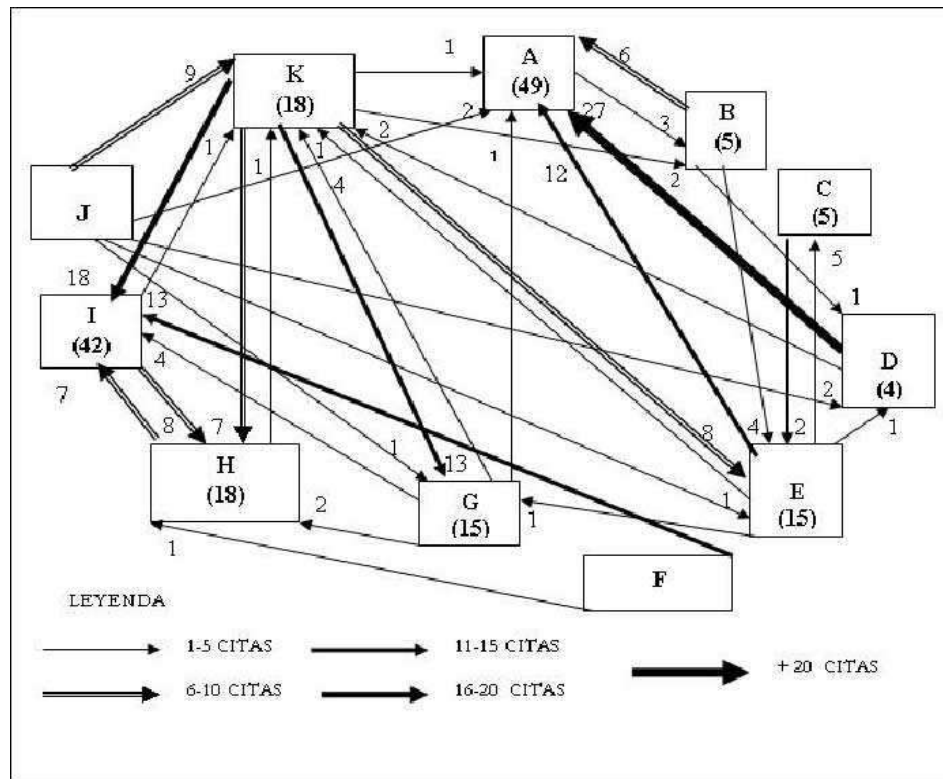 1
A
(49)
6
9
K
(18)
2
27
2
3
B
(5)
1
1
1
4
1
12
2
C
(5)
J
5
18
13
1
I
(42)
D
(4)
4
2
7
8
7
1
8
4
2
1
H
(18)
13
G
(15)
1
E
(15)
2
1
1
F
LEYENDA
1-5 CITAS
11-15 CITAS
+ 20 CITAS
6-10 CITAS
16-20 CITAS